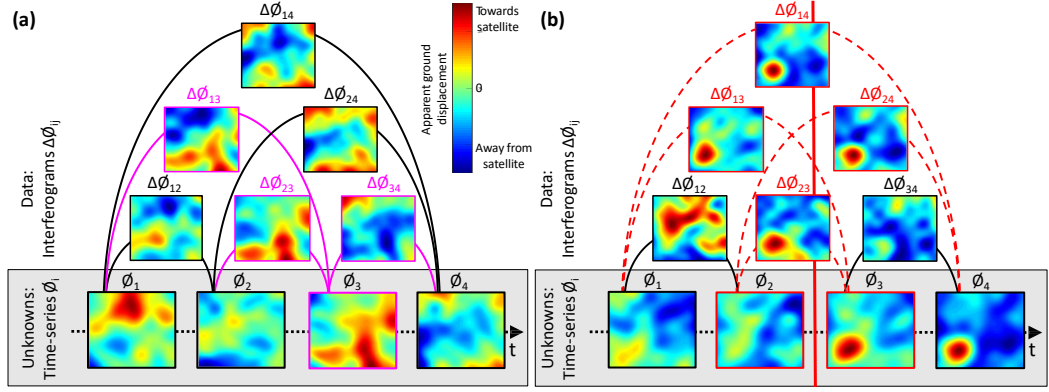 (a)
ΔØ14
Towards
satellite
0
Away from
satellite
Apparent ground
displacement
ΔØ13
ΔØ24
ΔØ12
ΔØ23
ΔØ34
Data:
Interferograms ΔØij
Unknowns:
Time-series Øi
Ø1
Ø2
Ø3
Ø4
t
(b)
ΔØ14
ΔØ13
ΔØ24
ΔØ12
ΔØ23
ΔØ34
Data:
Interferograms ΔØij
Unknowns:
Time-series Øi
Ø1
Ø2
Ø3
Ø4
t